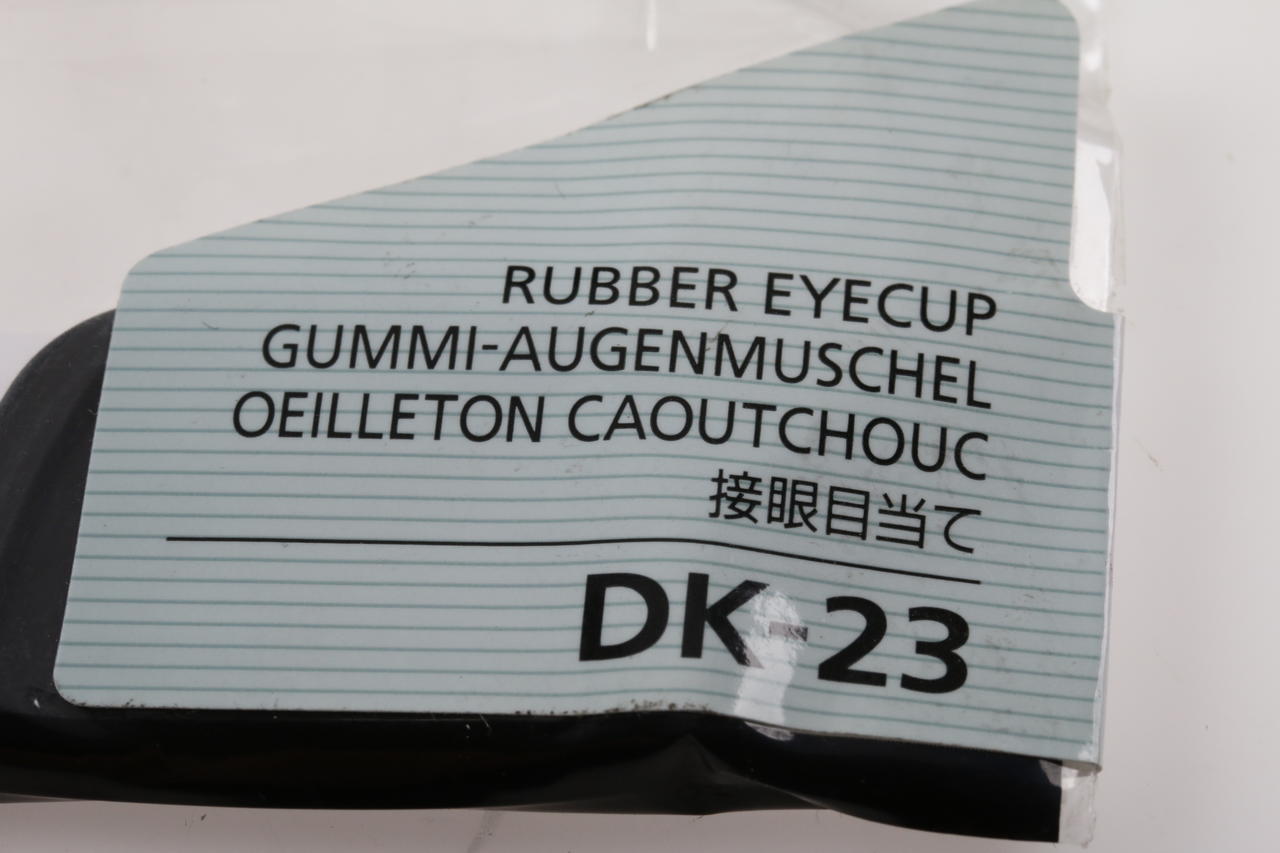 RUBBER EYECUP
GUMMI-AUGENMUSCHEL
OEILLETON CAOUTCHOUC
接眼目当て
DK-23